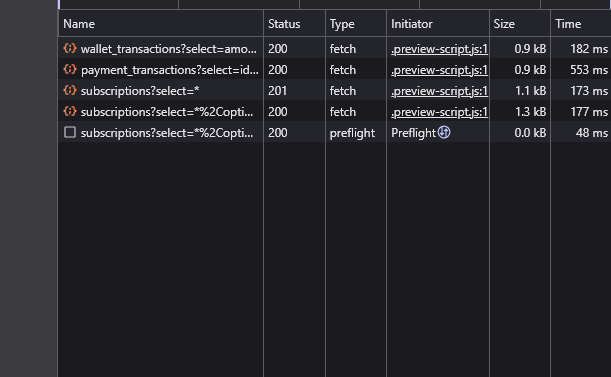 Name Status Type Initiator Size Time
wallet_transactions?select=amo... 200 fetch .preview-script.js:1 0.9 kB 182 ms
payment_transactions?select=id... 200 fetch .preview-script.js:1 0.9 kB 553 ms
subscriptions?select=* 201 fetch .preview-script.js:1 1.1 kB 173 ms
subscriptions?select=*%2Copti... 200 fetch .preview-script.js:1 1.3 kB 177 ms
subscriptions?select=*%2Copti... 200 preflight Preflight 0.0 kB 48 ms